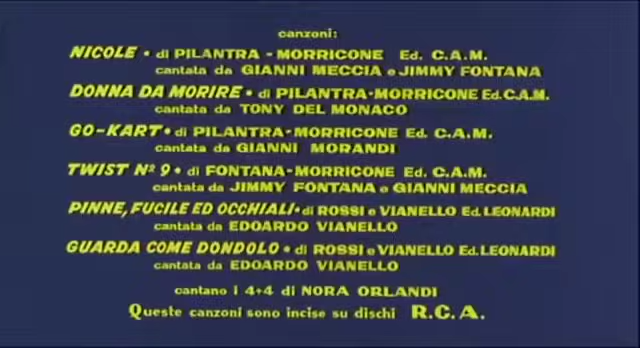 canzoni:
NICOLE • di PILANTRA - MORRICONE Ed. C.A.M.
cantata da GIANNI MECCIA e JIMMY FONTANA
DONNA DA MORIRE • di PILANTRA-MORRICONE Ed. C.A.M.
cantata da TONY DEL MONACO
GO-KART • di PILANTRA-MORRICONE Ed. C.A.M.
cantata da GIANNI MORANDI
TWIST Nº 9 • di FONTANA-MORRICONE Ed. C.A.M.
cantata da JIMMY FONTANA e GIANNI MECCIA
PINNE, FUCILE ED OCCHIALI • di ROSSI e VIANELLO Ed. LEONARDI
cantata da EDOARDO VIANELLO
GUARDA COME DONDOLO • di ROSSI e VIANELLO Ed. LEONARDI
cantata da EDOARDO VIANELLO
cantano i 4+4 di NORA ORLANDI
Queste canzoni sono incise su dischi R.C.A.